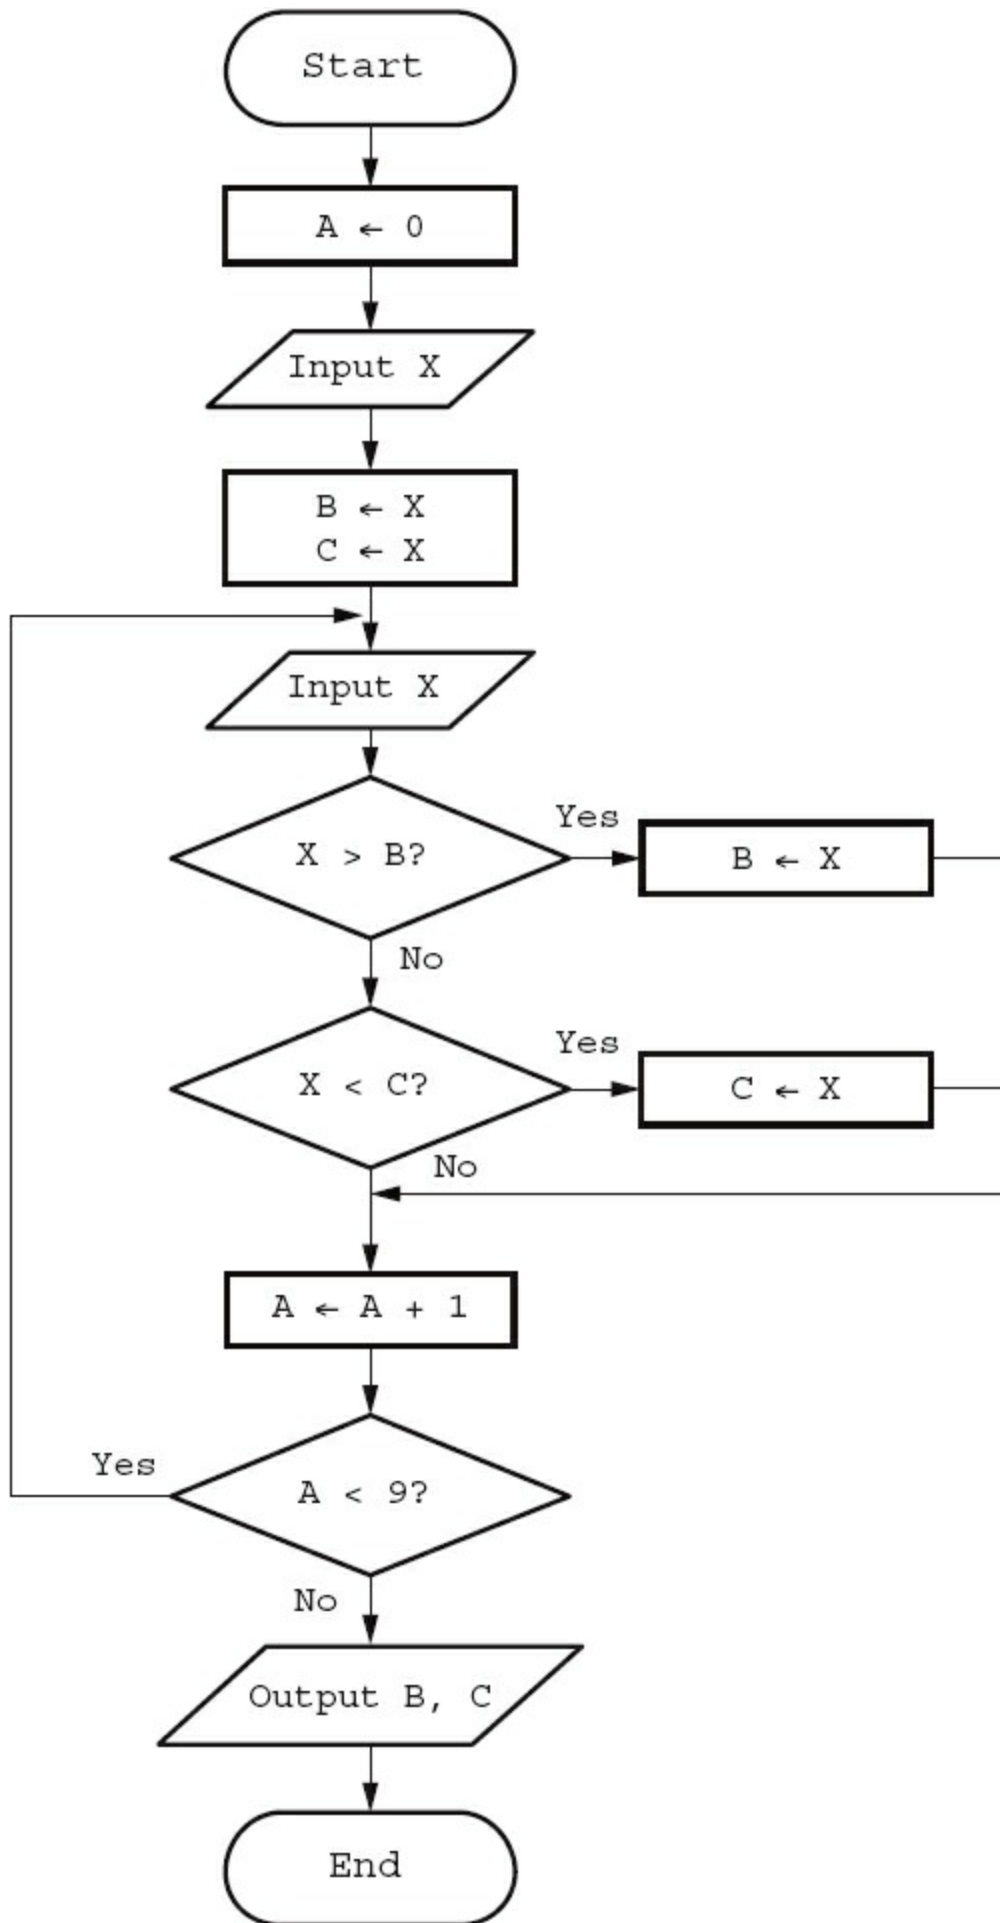 Start
A ← 0
Input X
B ← X
C ← X
Input X
X > B?
Yes
B ← X
No
X < C?
Yes
C ← X
No
A ← A + 1
A < 9?
Yes
No
Output B, C
End